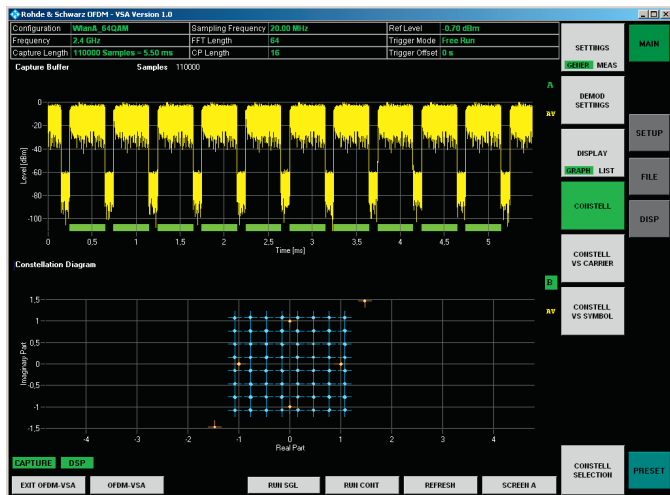 Rohde & Schwarz OFDM - VSA Version 1.0
Configuration WlanA_64QAM Sampling Frequency 20.00 MHz Ref Level -0.70 dBm
Frequency 2.4 GHz FFT Length 64 Trigger Mode Free Run
Capture Length 110000 Samples = 5.50 ms CP Length 16 Trigger Offset 0 s
Capture Buffer Samples 110000
A
AV
0
-20
-40
-60
-80
-100
Level [dBm]
0 0,5 1 1,5 2 2,5 3 3,5 4 4,5 5
Time [ms]
Constellation Diagram
B
AV
1,5
1
0,5
0
-0,5
-1
-1,5
Imaginary Part
-4 -3 -2 -1 0 1 2 3 4
Real Part
CAPTURE DSP
EXIT OFDM-VSA OFDM-VSA RUN SGL RUN CONT REFRESH SCREEN A
SETTINGS
GENER MEAS
DEMOD
SETTINGS
DISPLAY
GRAPH LIST
CONSTELL
CONSTELL
VS CARRIER
CONSTELL
VS SYMBOL
CONSTELL
SELECTION
MAIN
SETUP
FILE
DISP
PRESET